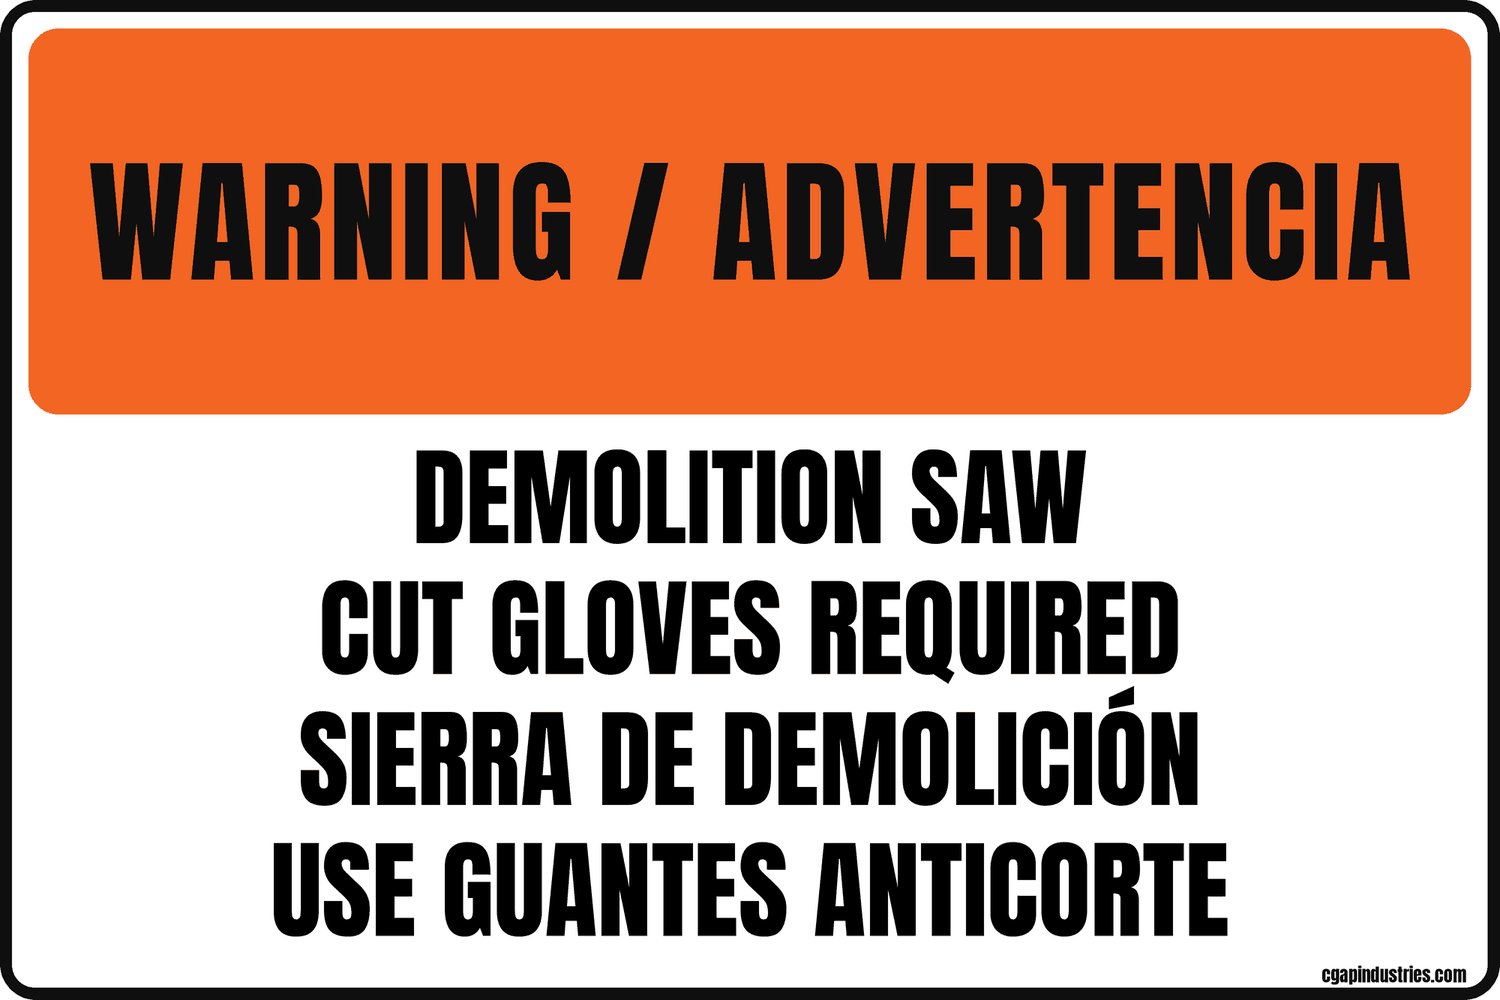 WARNING / ADVERTENCIA
DEMOLITION SAW
CUT GLOVES REQUIRED
SIERRA DE DEMOLICIÓN
USE GUANTES ANTICORTE
cgapindustries.com